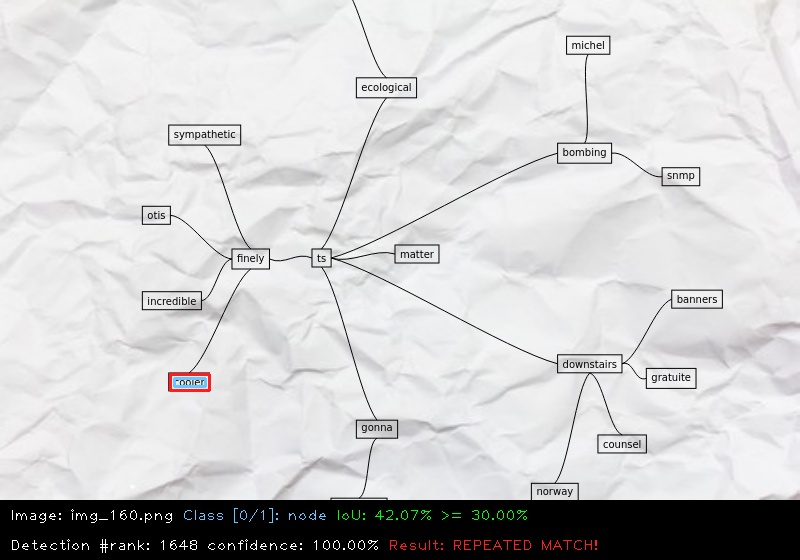 michel
ecological
sympathetic
bombing
snmp
otis
finely
ts
matter
incredible
banners
downstairs
gratuite
gonna
counsel
norway
Image: img_160.png Class [0/1]: node IoU: 42.07% >= 30.00%
Detection #rank: 1648 confidence: 100.00% Result: REPEATED MATCH!